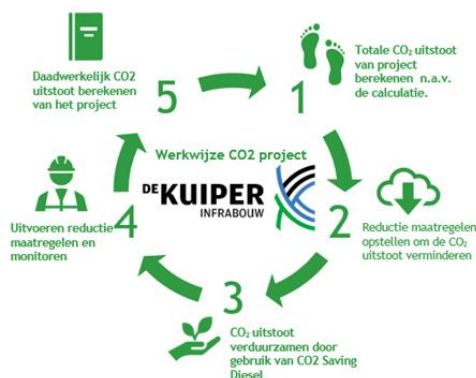 Werkwijze CO2 project
DE KUIPER
INFRABOUW
1
Totale CO₂ uitstoot
van project
berekenen n.a.v.
de calculatie.
2
Reductie maatregelen
opstellen om de CO₂
uitstoot verminderen
3
CO₂ uitstoot
verduurzamen door
gebruik van CO2 Saving
Diesel
4
Uitvoeren reductie
maatregelen en
monitoren
5
Daadwerkelijk CO2
uitstoot berekenen
van het project